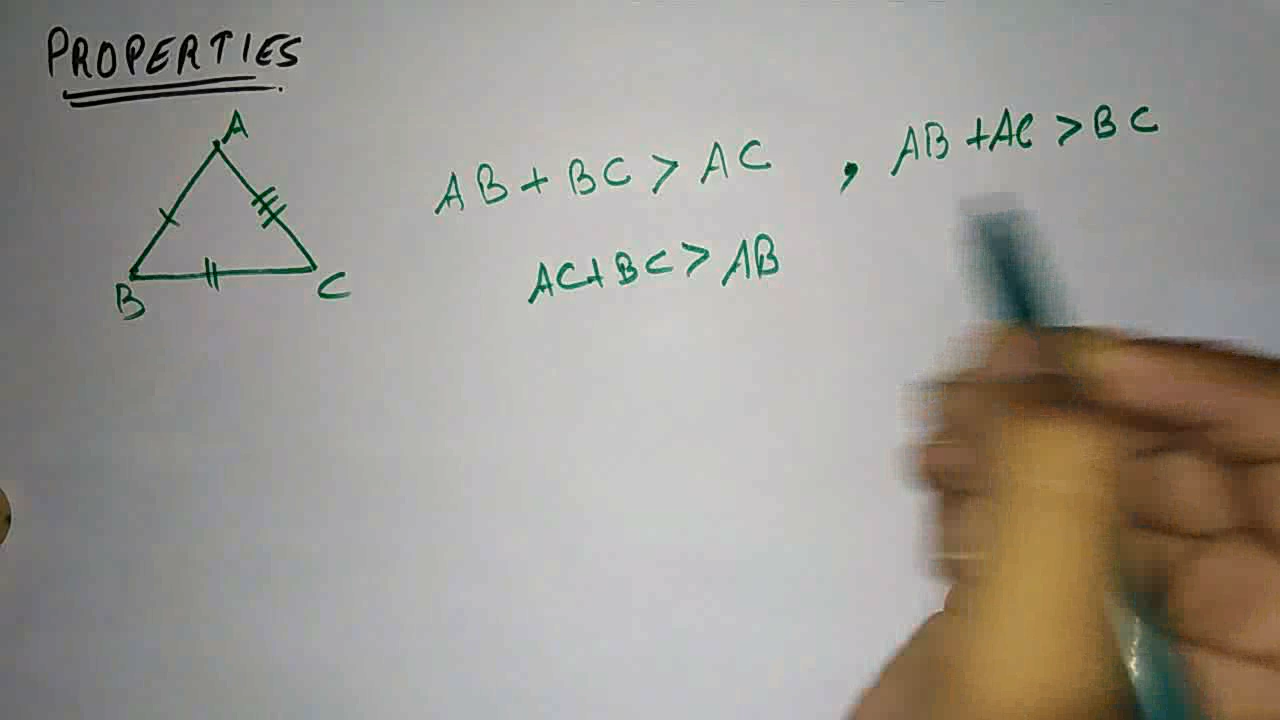 PROPERTIES
A
AB + BC > AC , AB + AC > BC
AC + BC > AB
B C